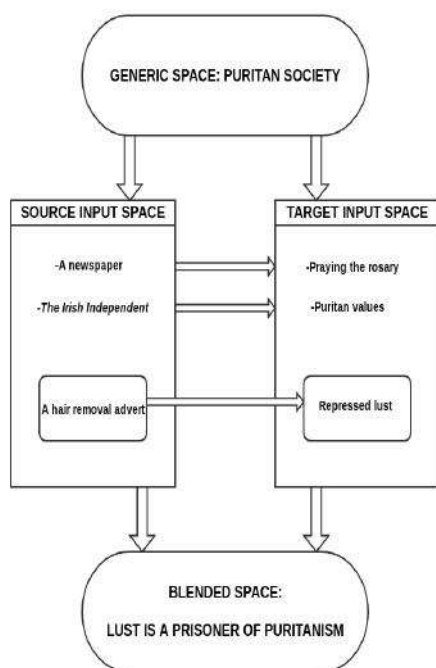 GENERIC SPACE: PURITAN SOCIETY
SOURCE INPUT SPACE
-A newspaper
-The Irish Independent
A hair removal advert
TARGET INPUT SPACE
-Praying the rosary
-Puritan values
Repressed lust
BLENDED SPACE:
LUST IS A PRISONER OF PURITANISM